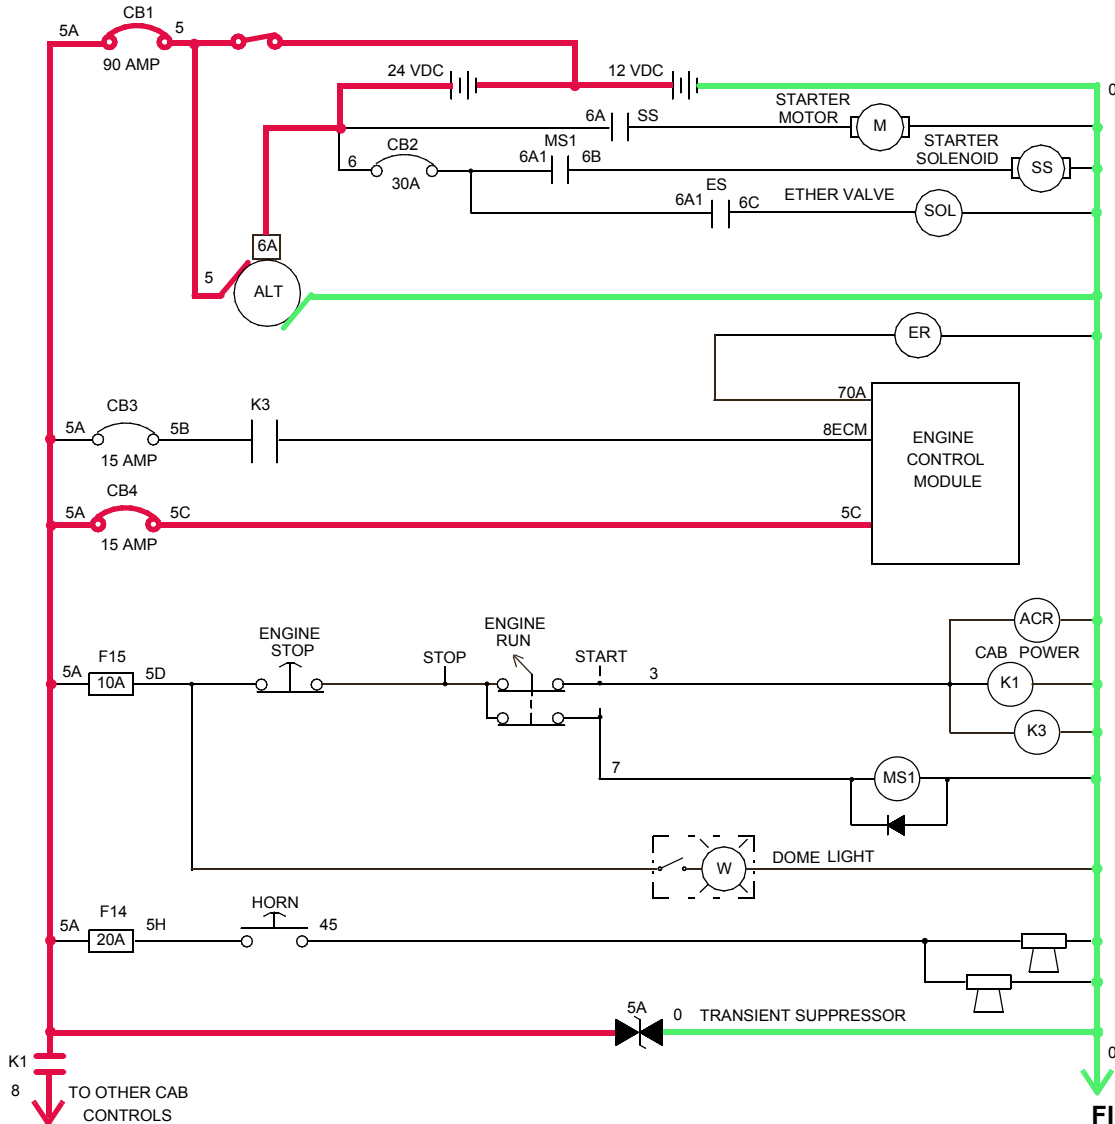 CB1
5A
5
90 AMP
24 VDC
12 VDC
0
STARTER
MOTOR
6A
SS
M
MS1
STARTER
SOLENOID
CB2
6
6A1
6B
SS
30A
ES
6A1
6C
ETHER VALVE
SOL
6A
5
ALT
ER
70A
CB3
K3
5A
5B
8ECM
15 AMP
ENGINE
CONTROL
MODULE
CB4
5A
5C
5C
15 AMP
ACR
ENGINE
STOP
ENGINE
RUN
F15
STOP
START
CAB POWER
5A
10A
5D
3
K1
K3
7
MS1
DOME LIGHT
W
F14
HORN
5A
20A
5H
45
5A
0
TRANSIENT SUPPRESSOR
K1
0
8
TO OTHER CAB
CONTROLS